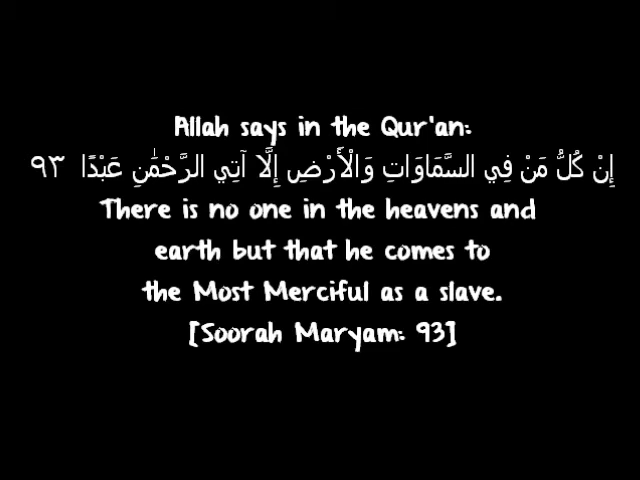 Allah says in the Qur'an:
إِنْ كُلُّ مَنْ فِي السَّمَاوَاتِ وَالْأَرْضِ إِلَّا آتِي الرَّحْمَٰنِ عَبْدًا ٩٣
There is no one in the heavens and
earth but that he comes to
the Most Merciful as a slave.
[Soorah Maryam: 93]